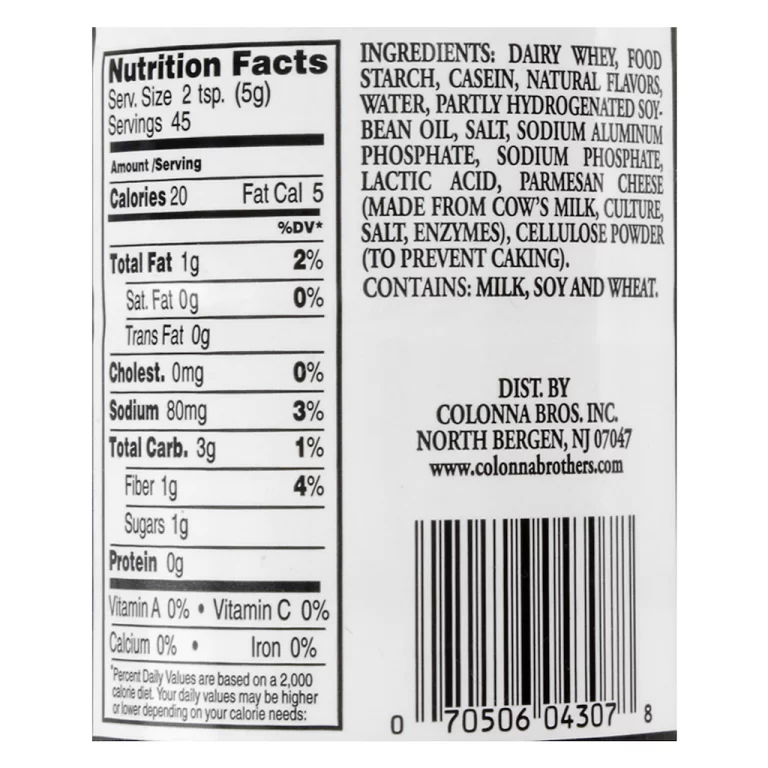 Nutrition Facts
Serv. Size 2 tsp. (5g)
Servings 45
Amount/Serving
Calories 20 Fat Cal 5
%DV*
Total Fat 1g 2%
Sat. Fat 0g 0%
Trans Fat 0g
Cholest. 0mg 0%
Sodium 80mg 3%
Total Carb. 3g 1%
Fiber 1g 4%
Sugars 1g
Protein 0g
Vitamin A 0% • Vitamin C 0%
Calcium 0% • Iron 0%
*Percent Daily Values are based on a 2,000
calorie diet. Your daily values may be higher
or lower depending on your calorie needs:
INGREDIENTS: DAIRY WHEY, FOOD
STARCH, CASEIN, NATURAL FLAVORS,
WATER, PARTLY HYDROGENATED SOY-
BEAN OIL, SALT, SODIUM ALUMINUM
PHOSPHATE, SODIUM PHOSPHATE,
LACTIC ACID, PARMESAN CHEESE
(MADE FROM COW'S MILK, CULTURE,
SALT, ENZYMES), CELLULOSE POWDER
(TO PREVENT CAKING).
CONTAINS: MILK, SOY AND WHEAT.
DIST. BY
COLONNA BROS. INC.
NORTH BERGEN, NJ 07047
www.colonnabrothers.com
0 70506 04307 8